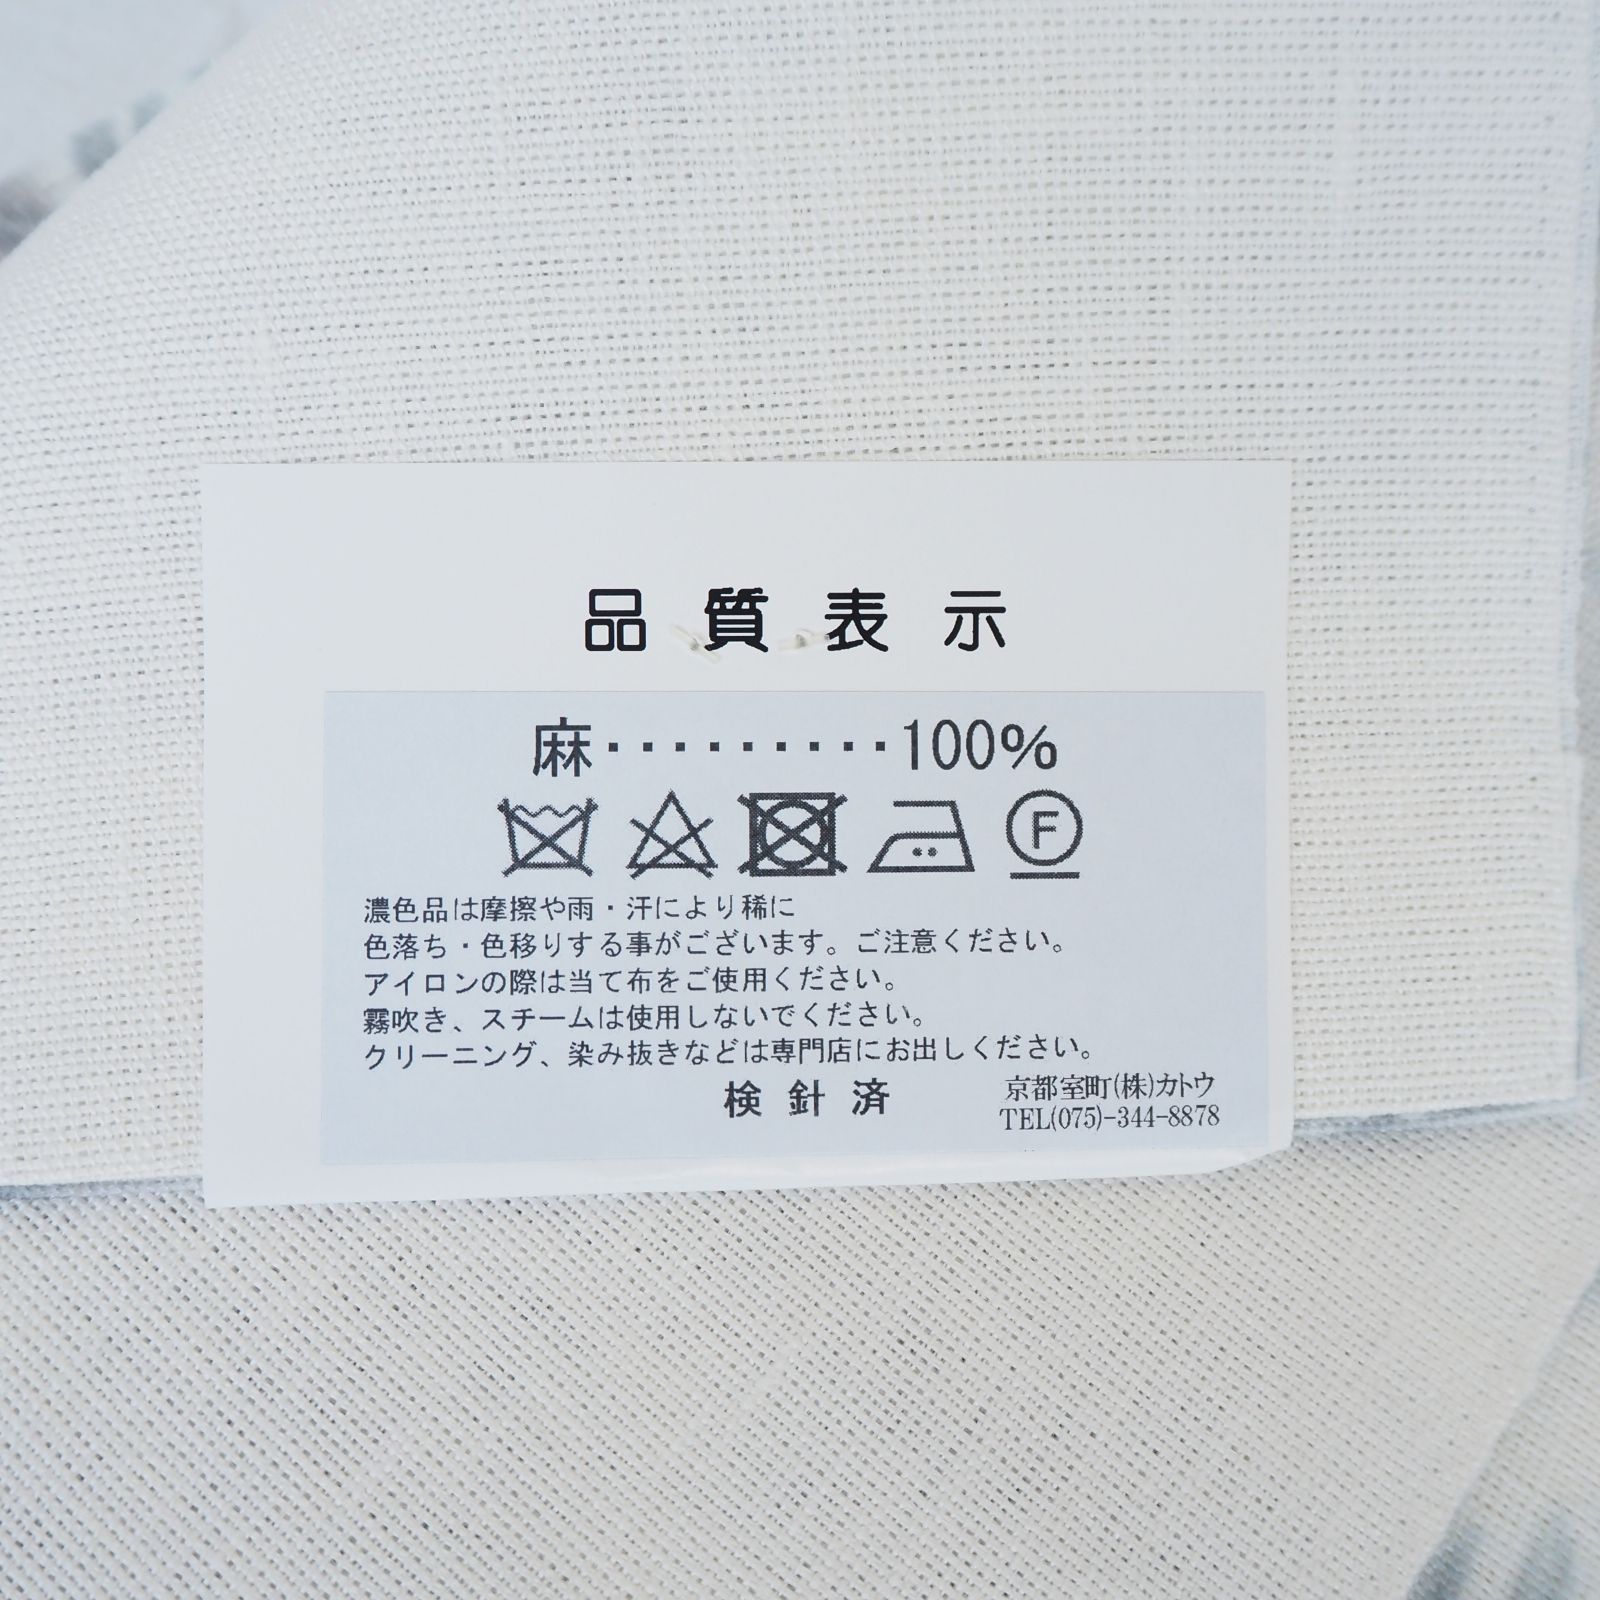 品質表示
麻・・・・・・・・・100%
F
濃色品は摩擦や雨・汗により稀に
色落ち・色移りする事がございます。ご注意ください。
アイロンの際は当て布をご使用ください。
霧吹き、スチームは使用しないでください。
クリーニング、染み抜きなどは専門店にお出しください。
検針済
京都室町(株)カトウ
TEL(075)-344-8878